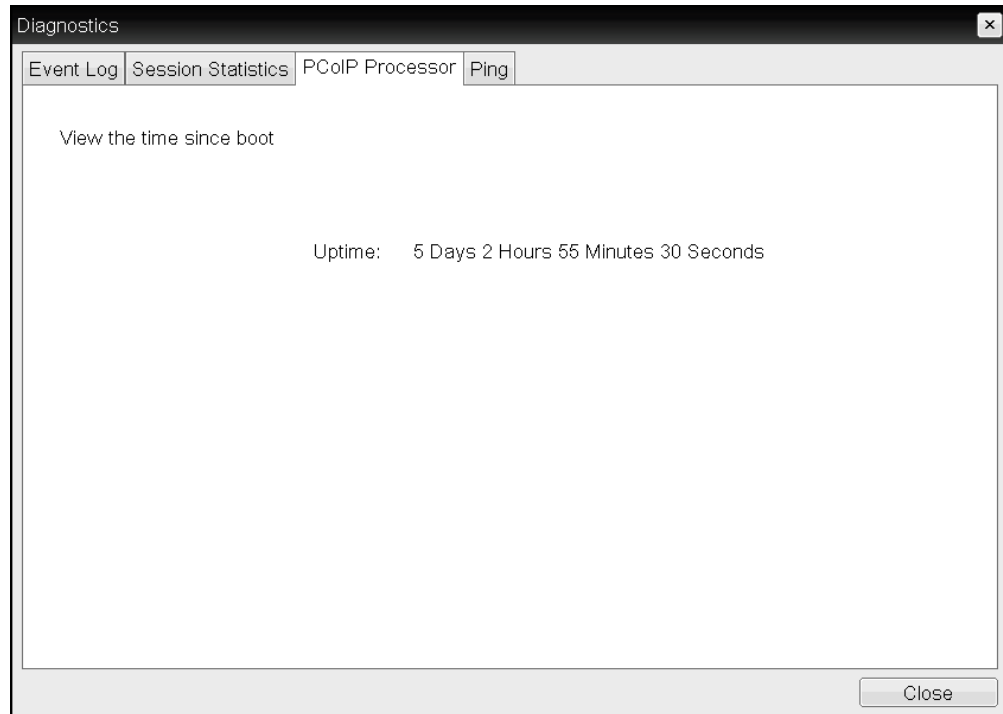 Diagnostics
Event Log Session Statistics PCoIP Processor Ping
View the time since boot
Uptime: 5 Days 2 Hours 55 Minutes 30 Seconds
Close